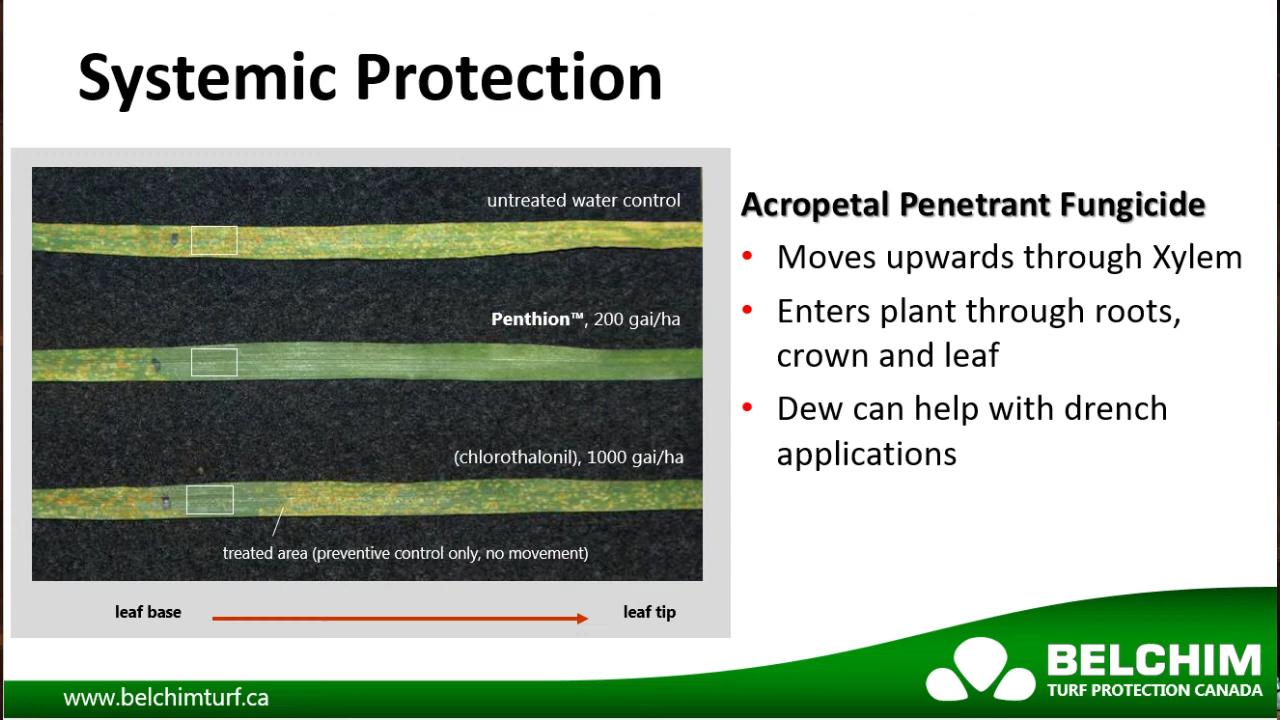 Systemic Protection
untreated water control
Penthion™, 200 gai/ha
(chlorothalonil), 1000 gai/ha
treated area (preventive control only, no movement)
leaf base
leaf tip
Acropetal Penetrant Fungicide
• Moves upwards through Xylem
• Enters plant through roots,
crown and leaf
• Dew can help with drench
applications
www.belchimturf.ca
BELCHIM
TURF PROTECTION CANADA